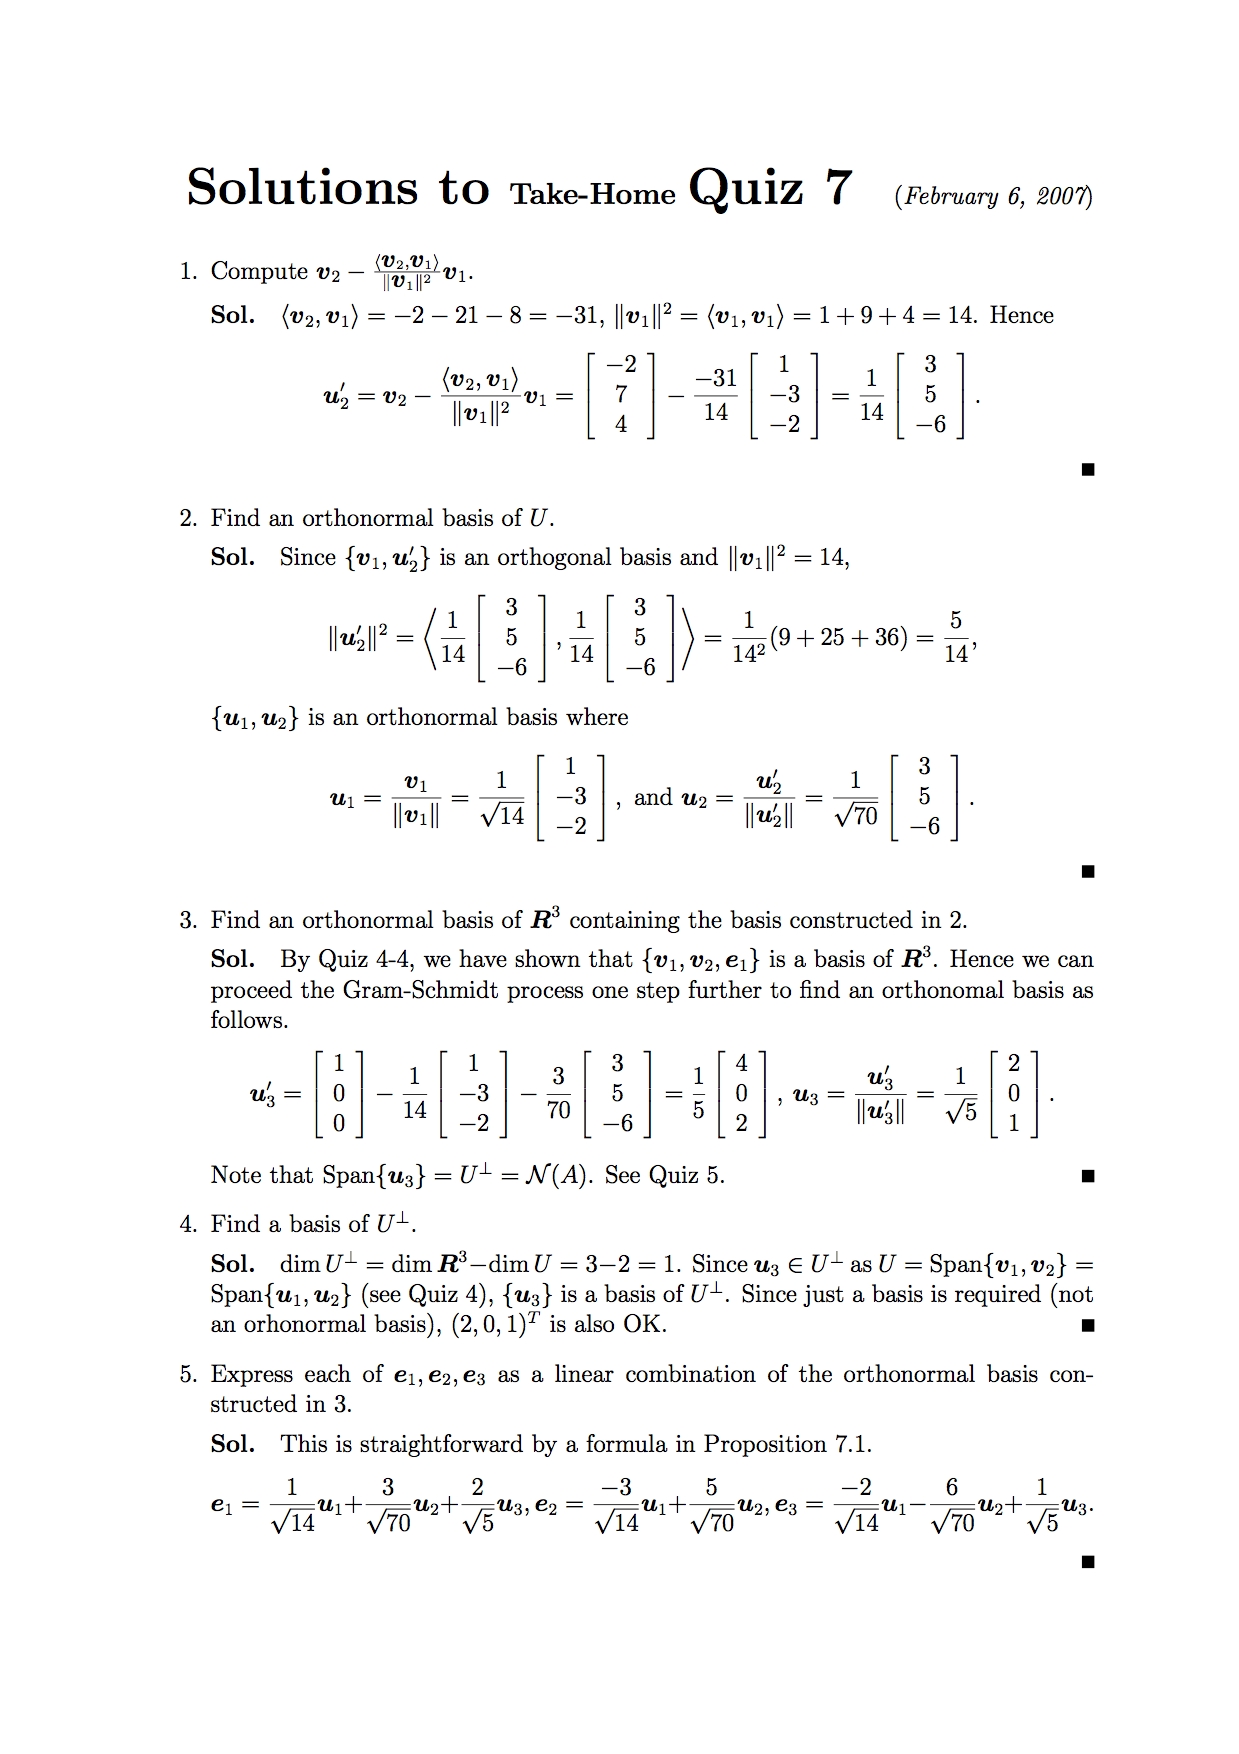 Solutions to Take-Home Quiz 7 (February 6, 2007)
1. Compute $\boldsymbol{v}_2 - \frac{\langle \boldsymbol{v}_2, \boldsymbol{v}_1 \rangle}{\|\boldsymbol{v}_1\|^2} \boldsymbol{v}_1$.
Sol. $\langle \boldsymbol{v}_2, \boldsymbol{v}_1 \rangle = -2 - 21 - 8 = -31$, $\|\boldsymbol{v}_1\|^2 = \langle \boldsymbol{v}_1, \boldsymbol{v}_1 \rangle = 1 + 9 + 4 = 14$. Hence
$\boldsymbol{u}_2' = \boldsymbol{v}_2 - \frac{\langle \boldsymbol{v}_2, \boldsymbol{v}_1 \rangle}{\|\boldsymbol{v}_1\|^2} \boldsymbol{v}_1 = \begin{bmatrix} -2 \\ 7 \\ 4 \end{bmatrix} - \frac{-31}{14} \begin{bmatrix} 1 \\ -3 \\ -2 \end{bmatrix} = \frac{1}{14} \begin{bmatrix} 3 \\ 5 \\ -6 \end{bmatrix}.$
■
2. Find an orthonormal basis of $U$.
Sol. Since $\{\boldsymbol{v}_1, \boldsymbol{u}_2'\}$ is an orthogonal basis and $\|\boldsymbol{v}_1\|^2 = 14$,
$\|\boldsymbol{u}_2'\|^2 = \left\langle \frac{1}{14} \begin{bmatrix} 3 \\ 5 \\ -6 \end{bmatrix}, \frac{1}{14} \begin{bmatrix} 3 \\ 5 \\ -6 \end{bmatrix} \right\rangle = \frac{1}{14^2}(9 + 25 + 36) = \frac{5}{14},$
$\{\boldsymbol{u}_1, \boldsymbol{u}_2\}$ is an orthonormal basis where
$\boldsymbol{u}_1 = \frac{\boldsymbol{v}_1}{\|\boldsymbol{v}_1\|} = \frac{1}{\sqrt{14}} \begin{bmatrix} 1 \\ -3 \\ -2 \end{bmatrix}$, and $\boldsymbol{u}_2 = \frac{\boldsymbol{u}_2'}{\|\boldsymbol{u}_2'\|} = \frac{1}{\sqrt{70}} \begin{bmatrix} 3 \\ 5 \\ -6 \end{bmatrix}.$
■
3. Find an orthonormal basis of $\boldsymbol{R}^3$ containing the basis constructed in 2.
Sol. By Quiz 4-4, we have shown that $\{\boldsymbol{v}_1, \boldsymbol{v}_2, \boldsymbol{e}_1\}$ is a basis of $\boldsymbol{R}^3$. Hence we can
proceed the Gram-Schmidt process one step further to find an orthonomal basis as
follows.
$\boldsymbol{u}_3' = \begin{bmatrix} 1 \\ 0 \\ 0 \end{bmatrix} - \frac{1}{14} \begin{bmatrix} 1 \\ -3 \\ -2 \end{bmatrix} - \frac{3}{70} \begin{bmatrix} 3 \\ 5 \\ -6 \end{bmatrix} = \frac{1}{5} \begin{bmatrix} 4 \\ 0 \\ 2 \end{bmatrix}, \boldsymbol{u}_3 = \frac{\boldsymbol{u}_3'}{\|\boldsymbol{u}_3'\|} = \frac{1}{\sqrt{5}} \begin{bmatrix} 2 \\ 0 \\ 1 \end{bmatrix}.$
Note that Span$\{\boldsymbol{u}_3\} = U^\perp = \mathcal{N}(A)$. See Quiz 5. ■
4. Find a basis of $U^\perp$.
Sol. $\dim U^\perp = \dim \boldsymbol{R}^3 - \dim U = 3 - 2 = 1$. Since $\boldsymbol{u}_3 \in U^\perp$ as $U = \text{Span}\{\boldsymbol{v}_1, \boldsymbol{v}_2\} =$
Span$\{\boldsymbol{u}_1, \boldsymbol{u}_2\}$ (see Quiz 4), $\{\boldsymbol{u}_3\}$ is a basis of $U^\perp$. Since just a basis is required (not
an orhonormal basis), $(2, 0, 1)^T$ is also OK. ■
5. Express each of $\boldsymbol{e}_1, \boldsymbol{e}_2, \boldsymbol{e}_3$ as a linear combination of the orthonormal basis con-
structed in 3.
Sol. This is straightforward by a formula in Proposition 7.1.
$\boldsymbol{e}_1 = \frac{1}{\sqrt{14}} \boldsymbol{u}_1 + \frac{3}{\sqrt{70}} \boldsymbol{u}_2 + \frac{2}{\sqrt{5}} \boldsymbol{u}_3, \boldsymbol{e}_2 = \frac{-3}{\sqrt{14}} \boldsymbol{u}_1 + \frac{5}{\sqrt{70}} \boldsymbol{u}_2, \boldsymbol{e}_3 = \frac{-2}{\sqrt{14}} \boldsymbol{u}_1 - \frac{6}{\sqrt{70}} \boldsymbol{u}_2 + \frac{1}{\sqrt{5}} \boldsymbol{u}_3.$
■